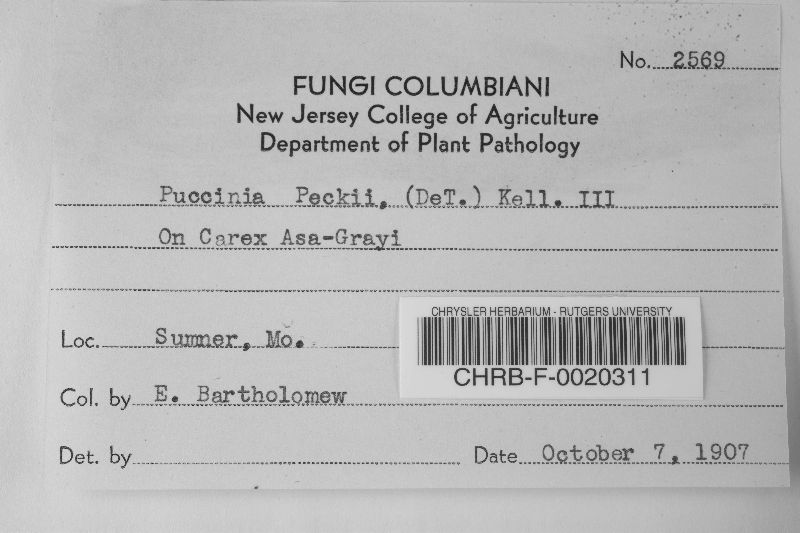 No. 2569
FUNGI COLUMBIANI
New Jersey College of Agriculture
Department of Plant Pathology
Puccinia Peckii, (DeT.) Kell. III
On Carex Asa-Grayi
Loc. Sumner, Mo.
CHRYSLER HERBARIUM - RUTGERS UNIVERSITY
CHRB-F-0020311
Col. by E. Bartholomew
Det. by
Date October 7, 1907